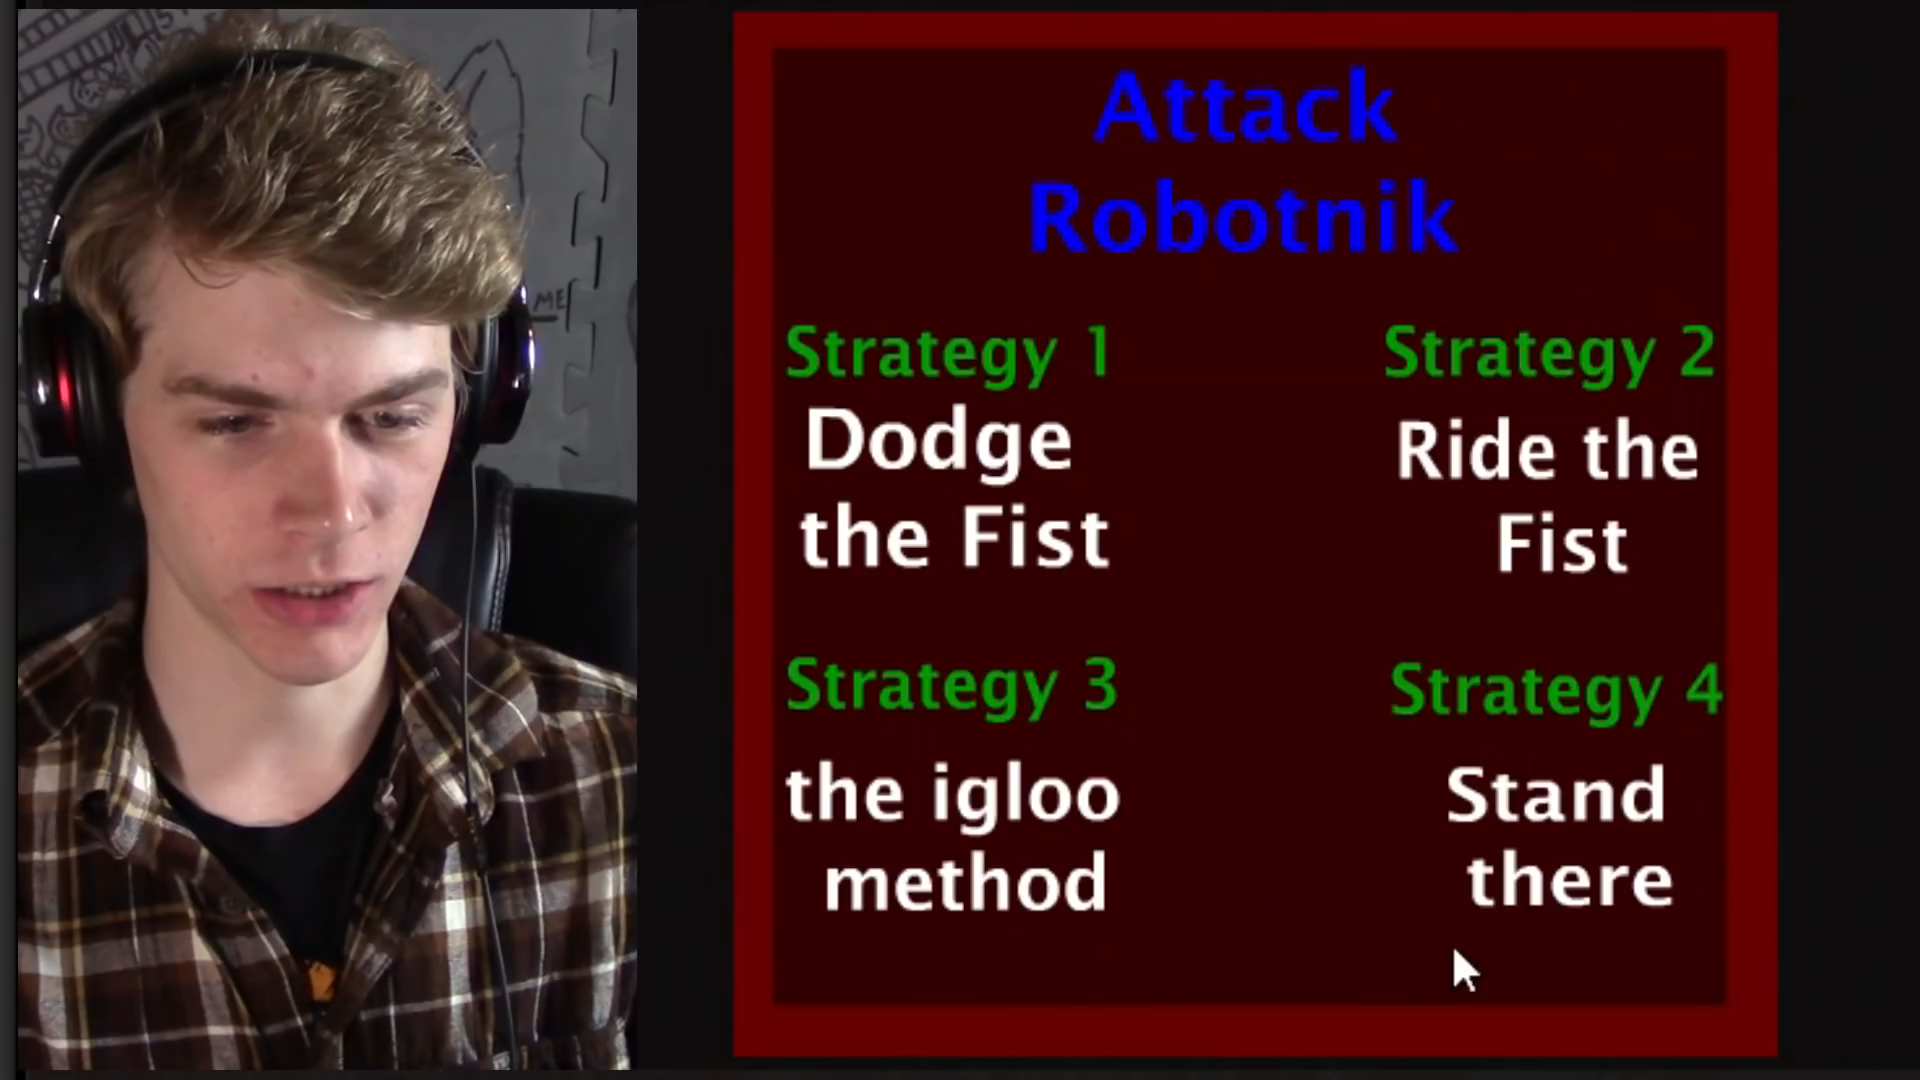 Attack
Robotnik
Strategy 1
Dodge
the Fist
Strategy 2
Ride the
Fist
Strategy 3
the igloo
method
Strategy 4
Stand
there
ME